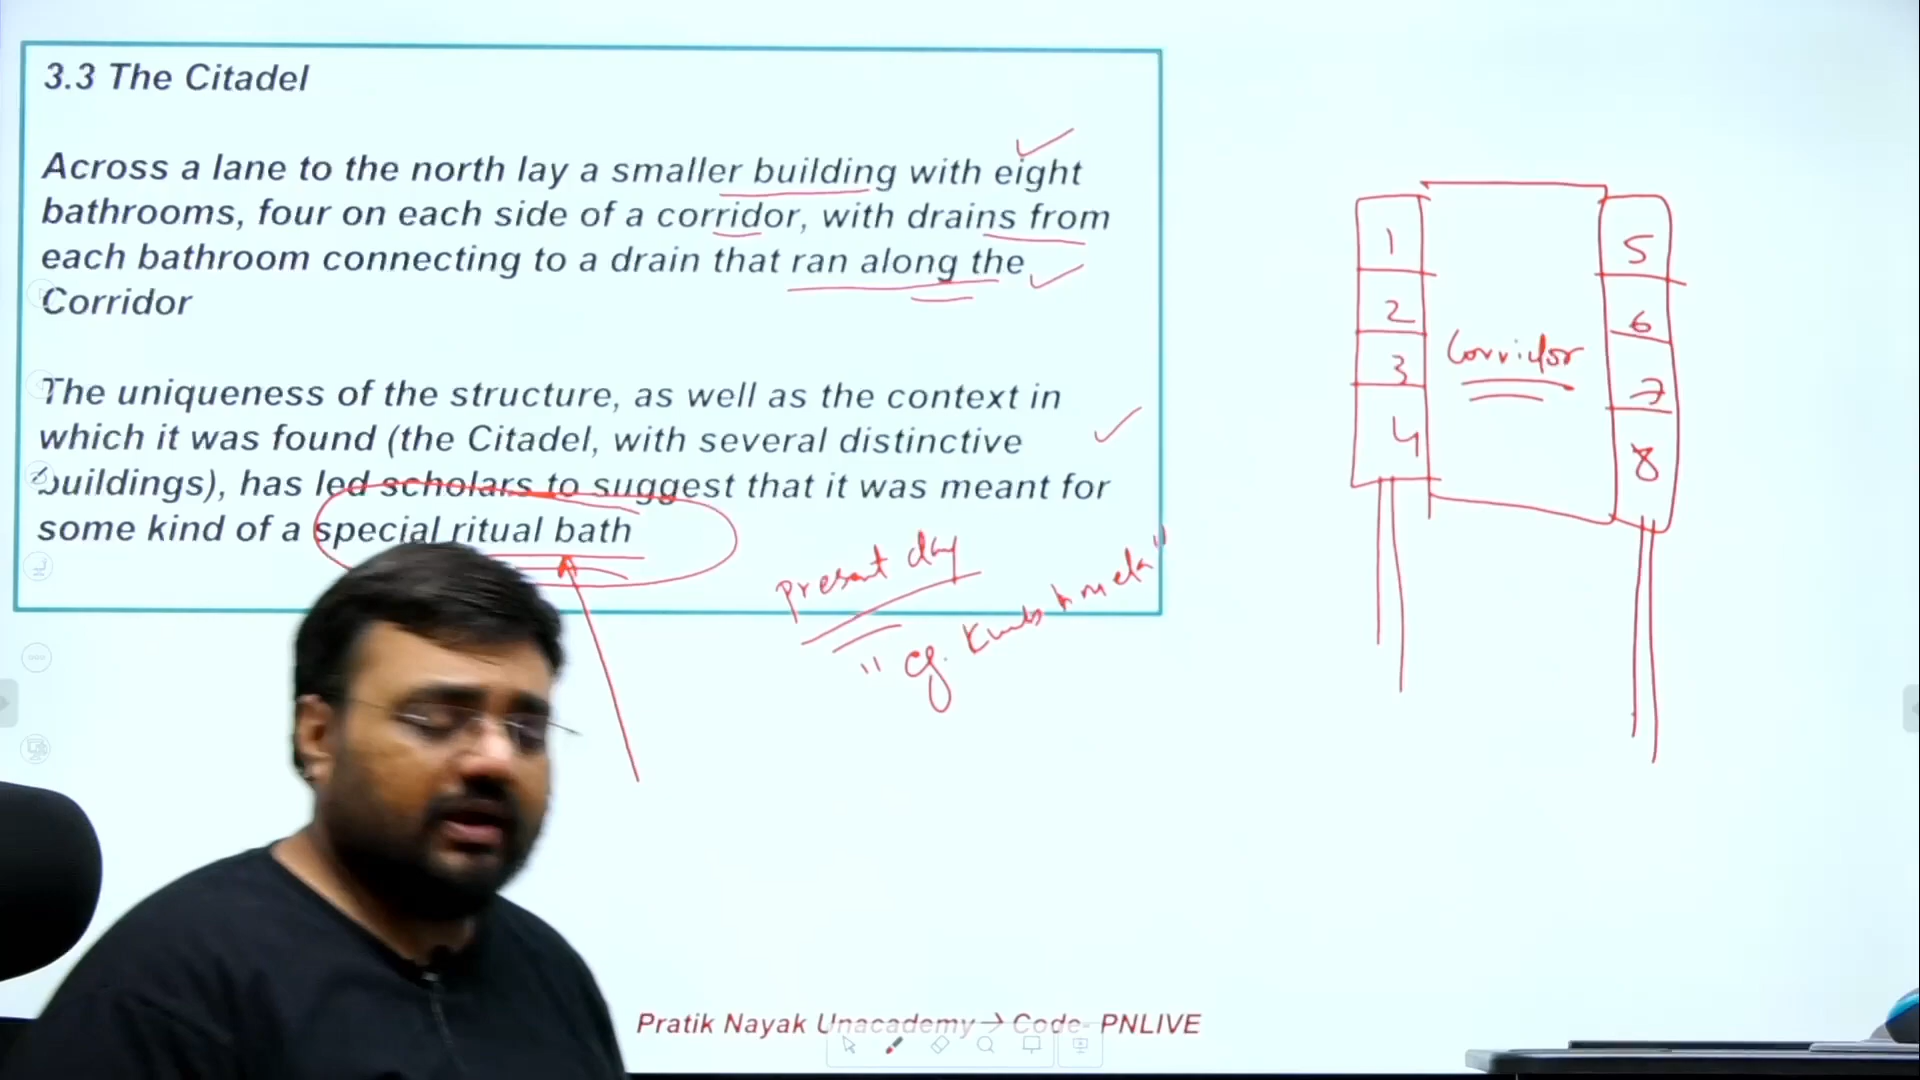 3.3 The Citadel
Across a lane to the north lay a smaller building with eight
bathrooms, four on each side of a corridor, with drains from
each bathroom connecting to a drain that ran along the
Corridor
The uniqueness of the structure, as well as the context in
which it was found (the Citadel, with several distinctive
buildings), has led scholars to suggest that it was meant for
some kind of a special ritual bath
present day
"eg. Kumbh mela"
1
2
3
4
Corridor
5
6
7
8
Pratik Nayak Unacademy→ Code- PNLIVE